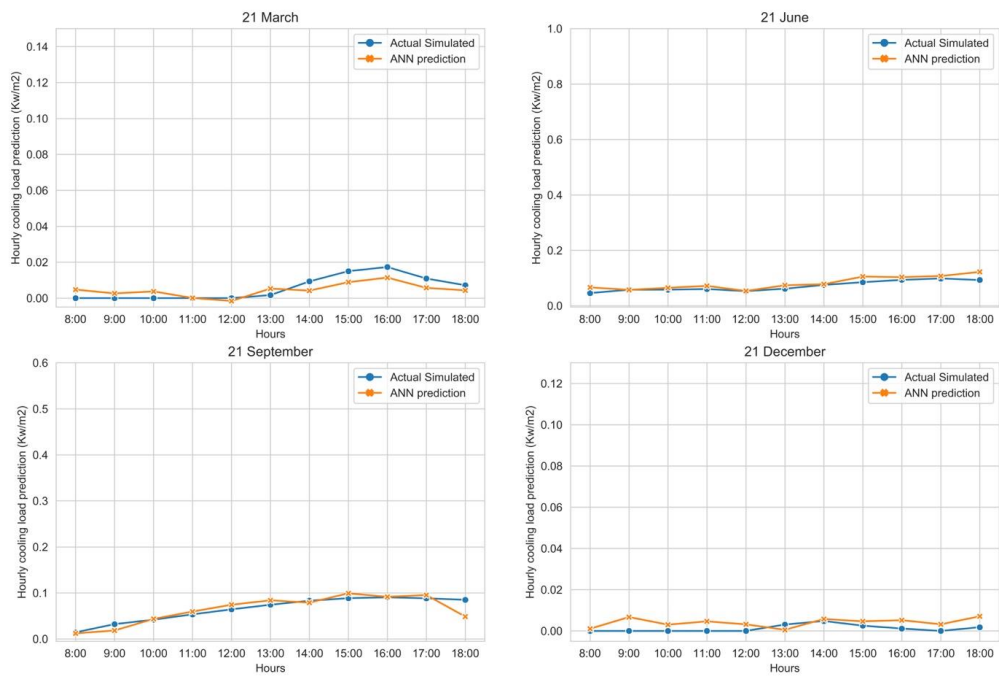 21 March
Hourly cooling load prediction (Kw/m2)
0.14
0.12
0.10
0.08
0.06
0.04
0.02
0.00
Actual Simulated
ANN prediction
8:00 9:00 10:00 11:00 12:00 13:00 14:00 15:00 16:00 17:00 18:00
Hours
21 June
Hourly cooling load prediction (Kw/m2)
1.0
0.8
0.6
0.4
0.2
0.0
Actual Simulated
ANN prediction
8:00 9:00 10:00 11:00 12:00 13:00 14:00 15:00 16:00 17:00 18:00
Hours
21 September
Hourly cooling load prediction (Kw/m2)
0.6
0.5
0.4
0.3
0.2
0.1
0.0
Actual Simulated
ANN prediction
8:00 9:00 10:00 11:00 12:00 13:00 14:00 15:00 16:00 17:00 18:00
Hours
21 December
Hourly cooling load prediction (Kw/m2)
0.12
0.10
0.08
0.06
0.04
0.02
0.00
Actual Simulated
ANN prediction
8:00 9:00 10:00 11:00 12:00 13:00 14:00 15:00 16:00 17:00 18:00
Hours